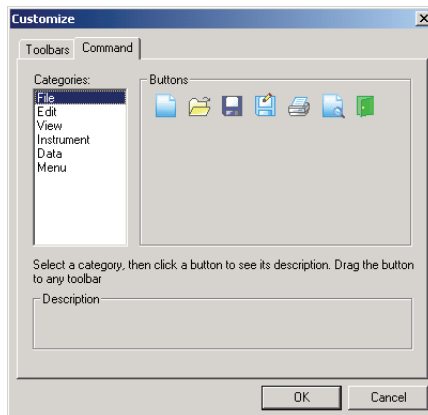 Customize
Toolbars Command
Categories:
Buttons
File
Edit
View
Instrument
Data
Menu
Select a category, then click a button to see its description. Drag the button
to any toolbar
Description
OK Cancel